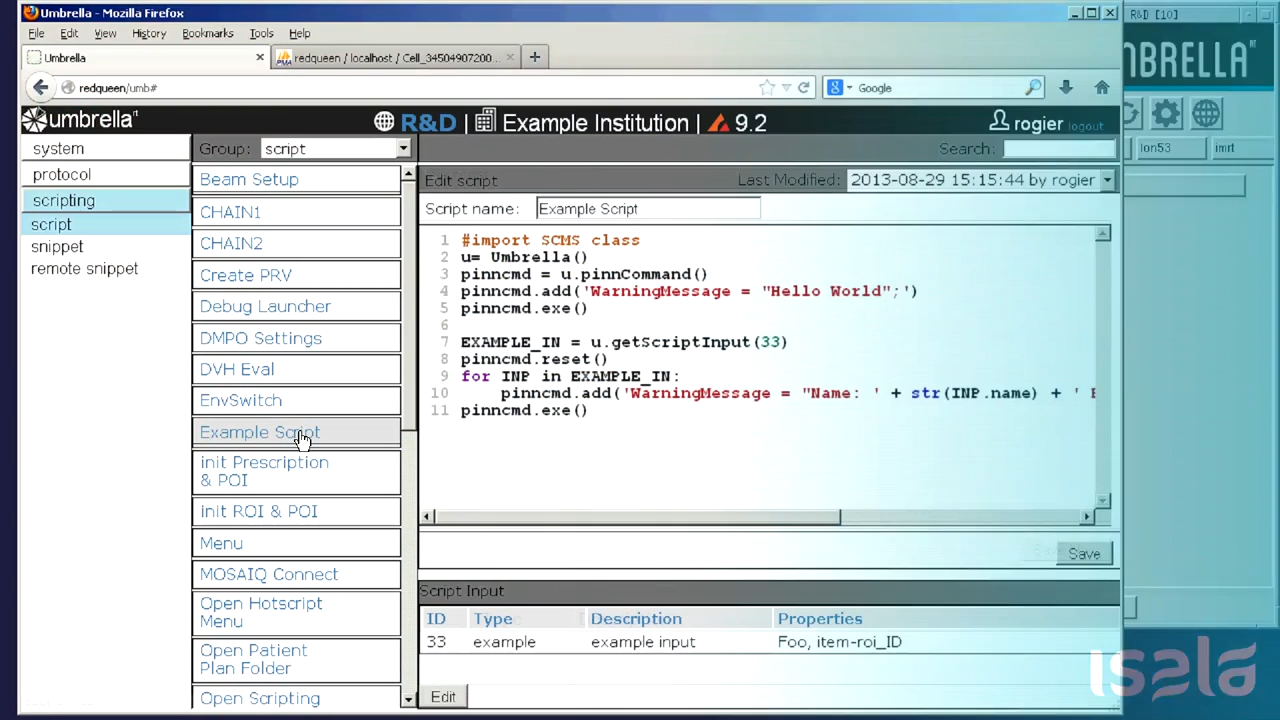 Umbrella - Mozilla Firefox
R&D [10]
File Edit View History Bookmarks Tools Help
Umbrella
redqueen / localhost / Cell_34504907200...
redqueen/umb#
Google
UMBRELLA RT
umbrella rt
R&D | Example Institution | 9.2
rogier logout
system
protocol
scripting
script
snippet
remote snippet
Group: script
Search:
lon53
imrt
Beam Setup
CHAIN1
CHAIN2
Create PRV
Debug Launcher
DMPO Settings
DVH Eval
EnvSwitch
Example Script
init Prescription
& POI
init ROI & POI
Menu
MOSAIQ Connect
Open Hotscript
Menu
Open Patient
Plan Folder
Open Scripting
Edit script
Last Modified: 2013-08-29 15:15:44 by rogier
Script name: Example Script
1 #import SCMS class
2 u= Umbrella()
3 pinncmd = u.pinnCommand()
4 pinncmd.add('WarningMessage = "Hello World";')
5 pinncmd.exe()
6
7 EXAMPLE_IN = u.getScriptInput(33)
8 pinncmd.reset()
9 for INP in EXAMPLE_IN:
10 pinncmd.add('WarningMessage = "Name: ' + str(INP.name) + '
11 pinncmd.exe()
Save
Script Input
ID Type Description Properties
33 example example input Foo, item-roi_ID
Edit
isala